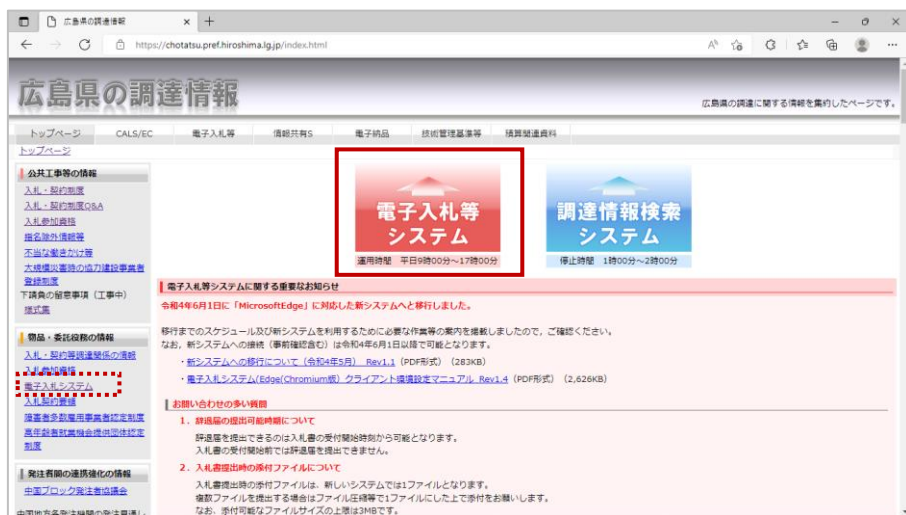 広島県の調達情報
https://chotatsu.pref.hiroshima.lg.jp/index.html
広島県の調達情報
広島県の調達に関する情報を集約したページです。
トップページ CALS/EC 電子入札等 情報共有S 電子納品 技術管理基準等 積算関連資料
トップページ
公共工事等の情報
入札・契約制度
入札・契約制度Q&A
入札参加資格
指名除外情報等
不当な働きかけ等
大規模災害時の協力建設事業者
登録制度
下請負の留意事項（工事中）
様式集
物品・委託役務の情報
入札・契約等調達関係の情報
入札参加資格
電子入札システム
入札契約要領
障害者多数雇用事業者認定制度
高年齢者就業機会提供団体認定
制度
発注者間の連携強化の情報
中国ブロック発注者協議会
中国地方各発注機関の発注見通し
電子入札等
システム
運用時間 平日9時00分～17時00分
調達情報検索
システム
停止時間 1時00分～2時00分
電子入札等システムに関する重要なお知らせ
令和4年6月1日に「MicrosoftEdge」に対応した新システムへと移行しました。
移行までのスケジュール及び新システムを利用するために必要な作業等の案内を掲載しましたので，ご確認ください。
なお，新システムへの接続（事前確認含む）は令和4年6月1日以降で可能となります。
・新システムへの移行について（令和4年5月） Rev1.1（PDF形式）（283KB）
・電子入札システム(Edge(Chromium版) クライアント環境設定マニュアル Rev1.4（PDF形式）（2,626KB）
お問い合わせの多い質問
1．辞退届の提出可能時期について
辞退届を提出できるのは入札書の受付開始時刻から可能となります。
入札書の受付開始前では辞退届を提出できません。
2．入札書提出時の添付ファイルについて
入札書提出時の添付ファイルは、新しいシステムでは1ファイルとなります。
複数ファイルを提出する場合はファイル圧縮等で1ファイルにした上で添付をお願いします。
なお、添付可能なファイルサイズの上限は3MBです。